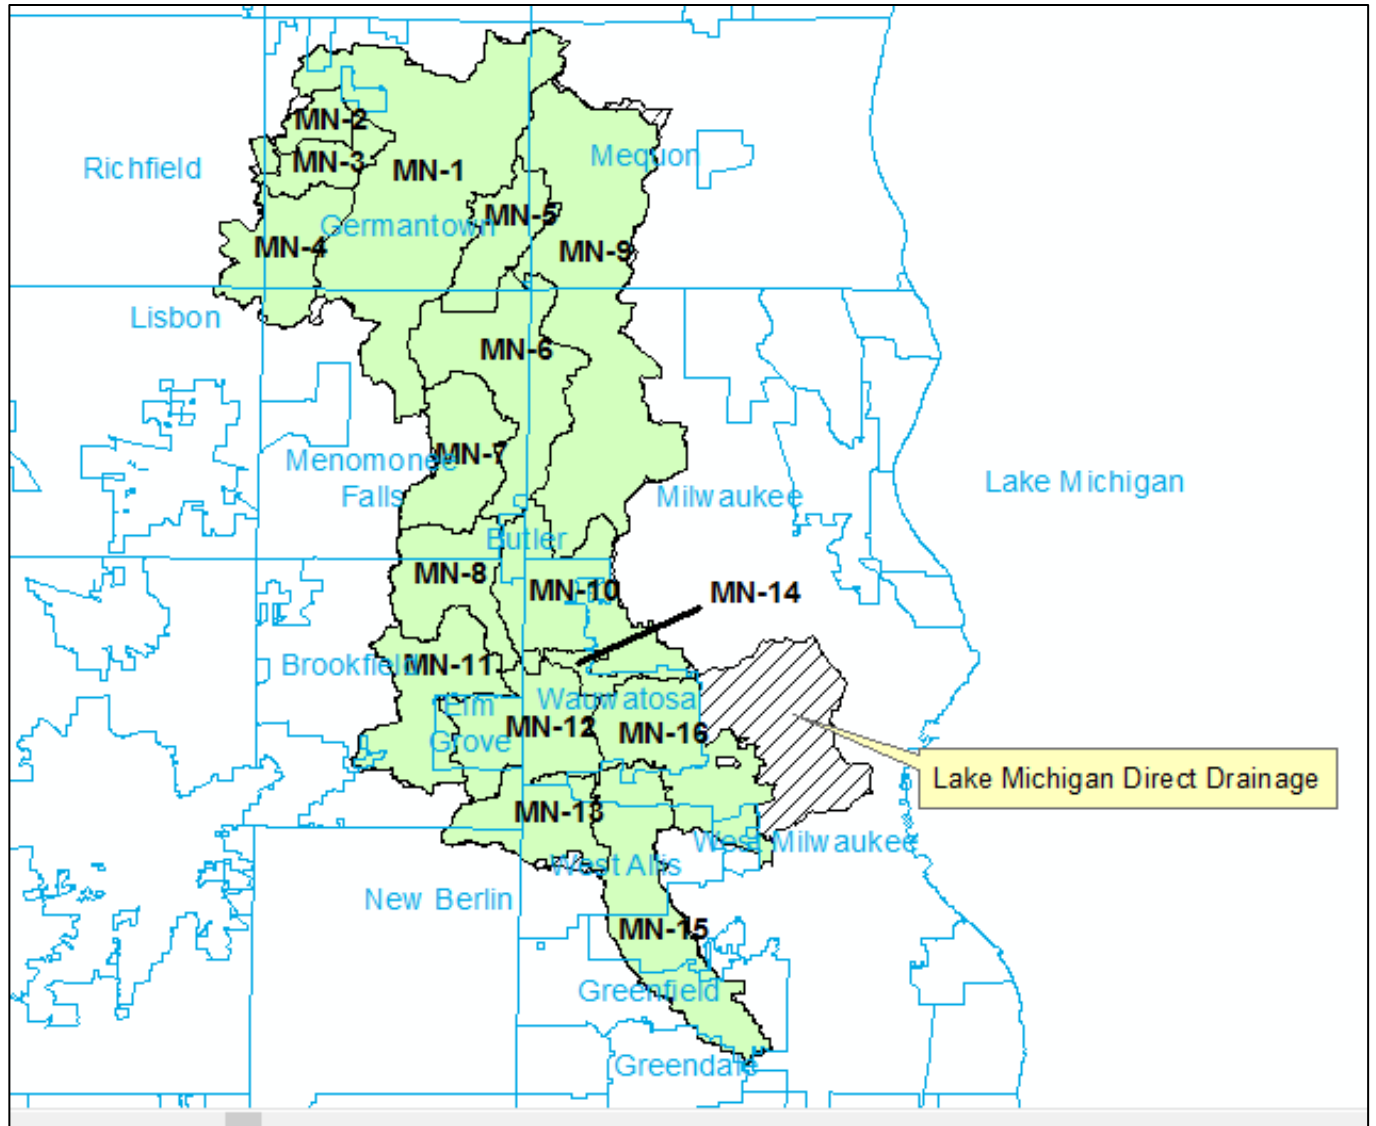 MN-2
Mequon
Richfield
MN-3
MN-1
MN-5
Germantown
MN-4
MN-9
Lisbon
MN-6
MN-7
Menomonee
Falls
Milwaukee
Lake Michigan
Butler
MN-8
MN-10
MN-14
Brookfield
MN-11
Elm
Grove
Wauwatosa
MN-12
MN-16
Lake Michigan Direct Drainage
MN-13
West Milwaukee
West Allis
New Berlin
MN-15
Greenfield
Greendale